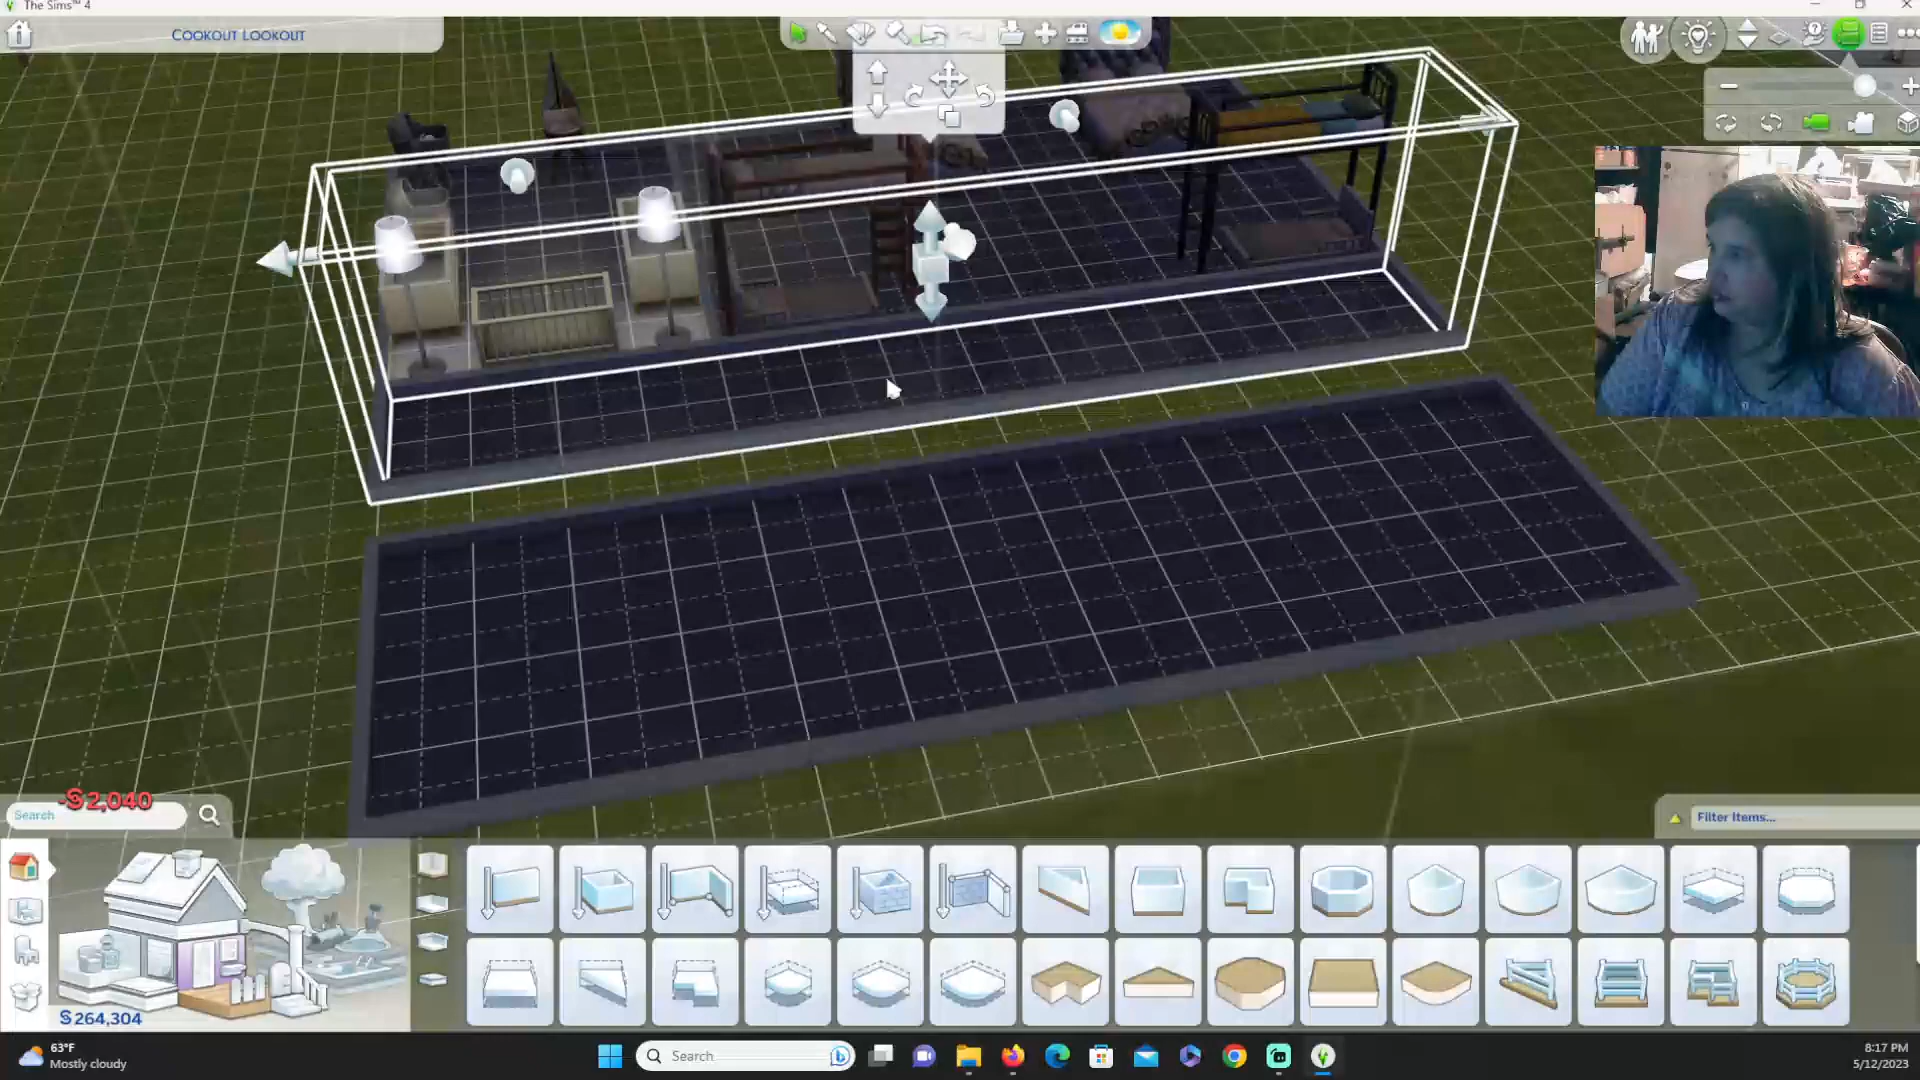 The Sims™ 4
COOKOUT LOOKOUT
-§2,040
Search
Filter Items...
§264,304
63°F
Mostly cloudy
Search
8:17 PM
5/12/2023